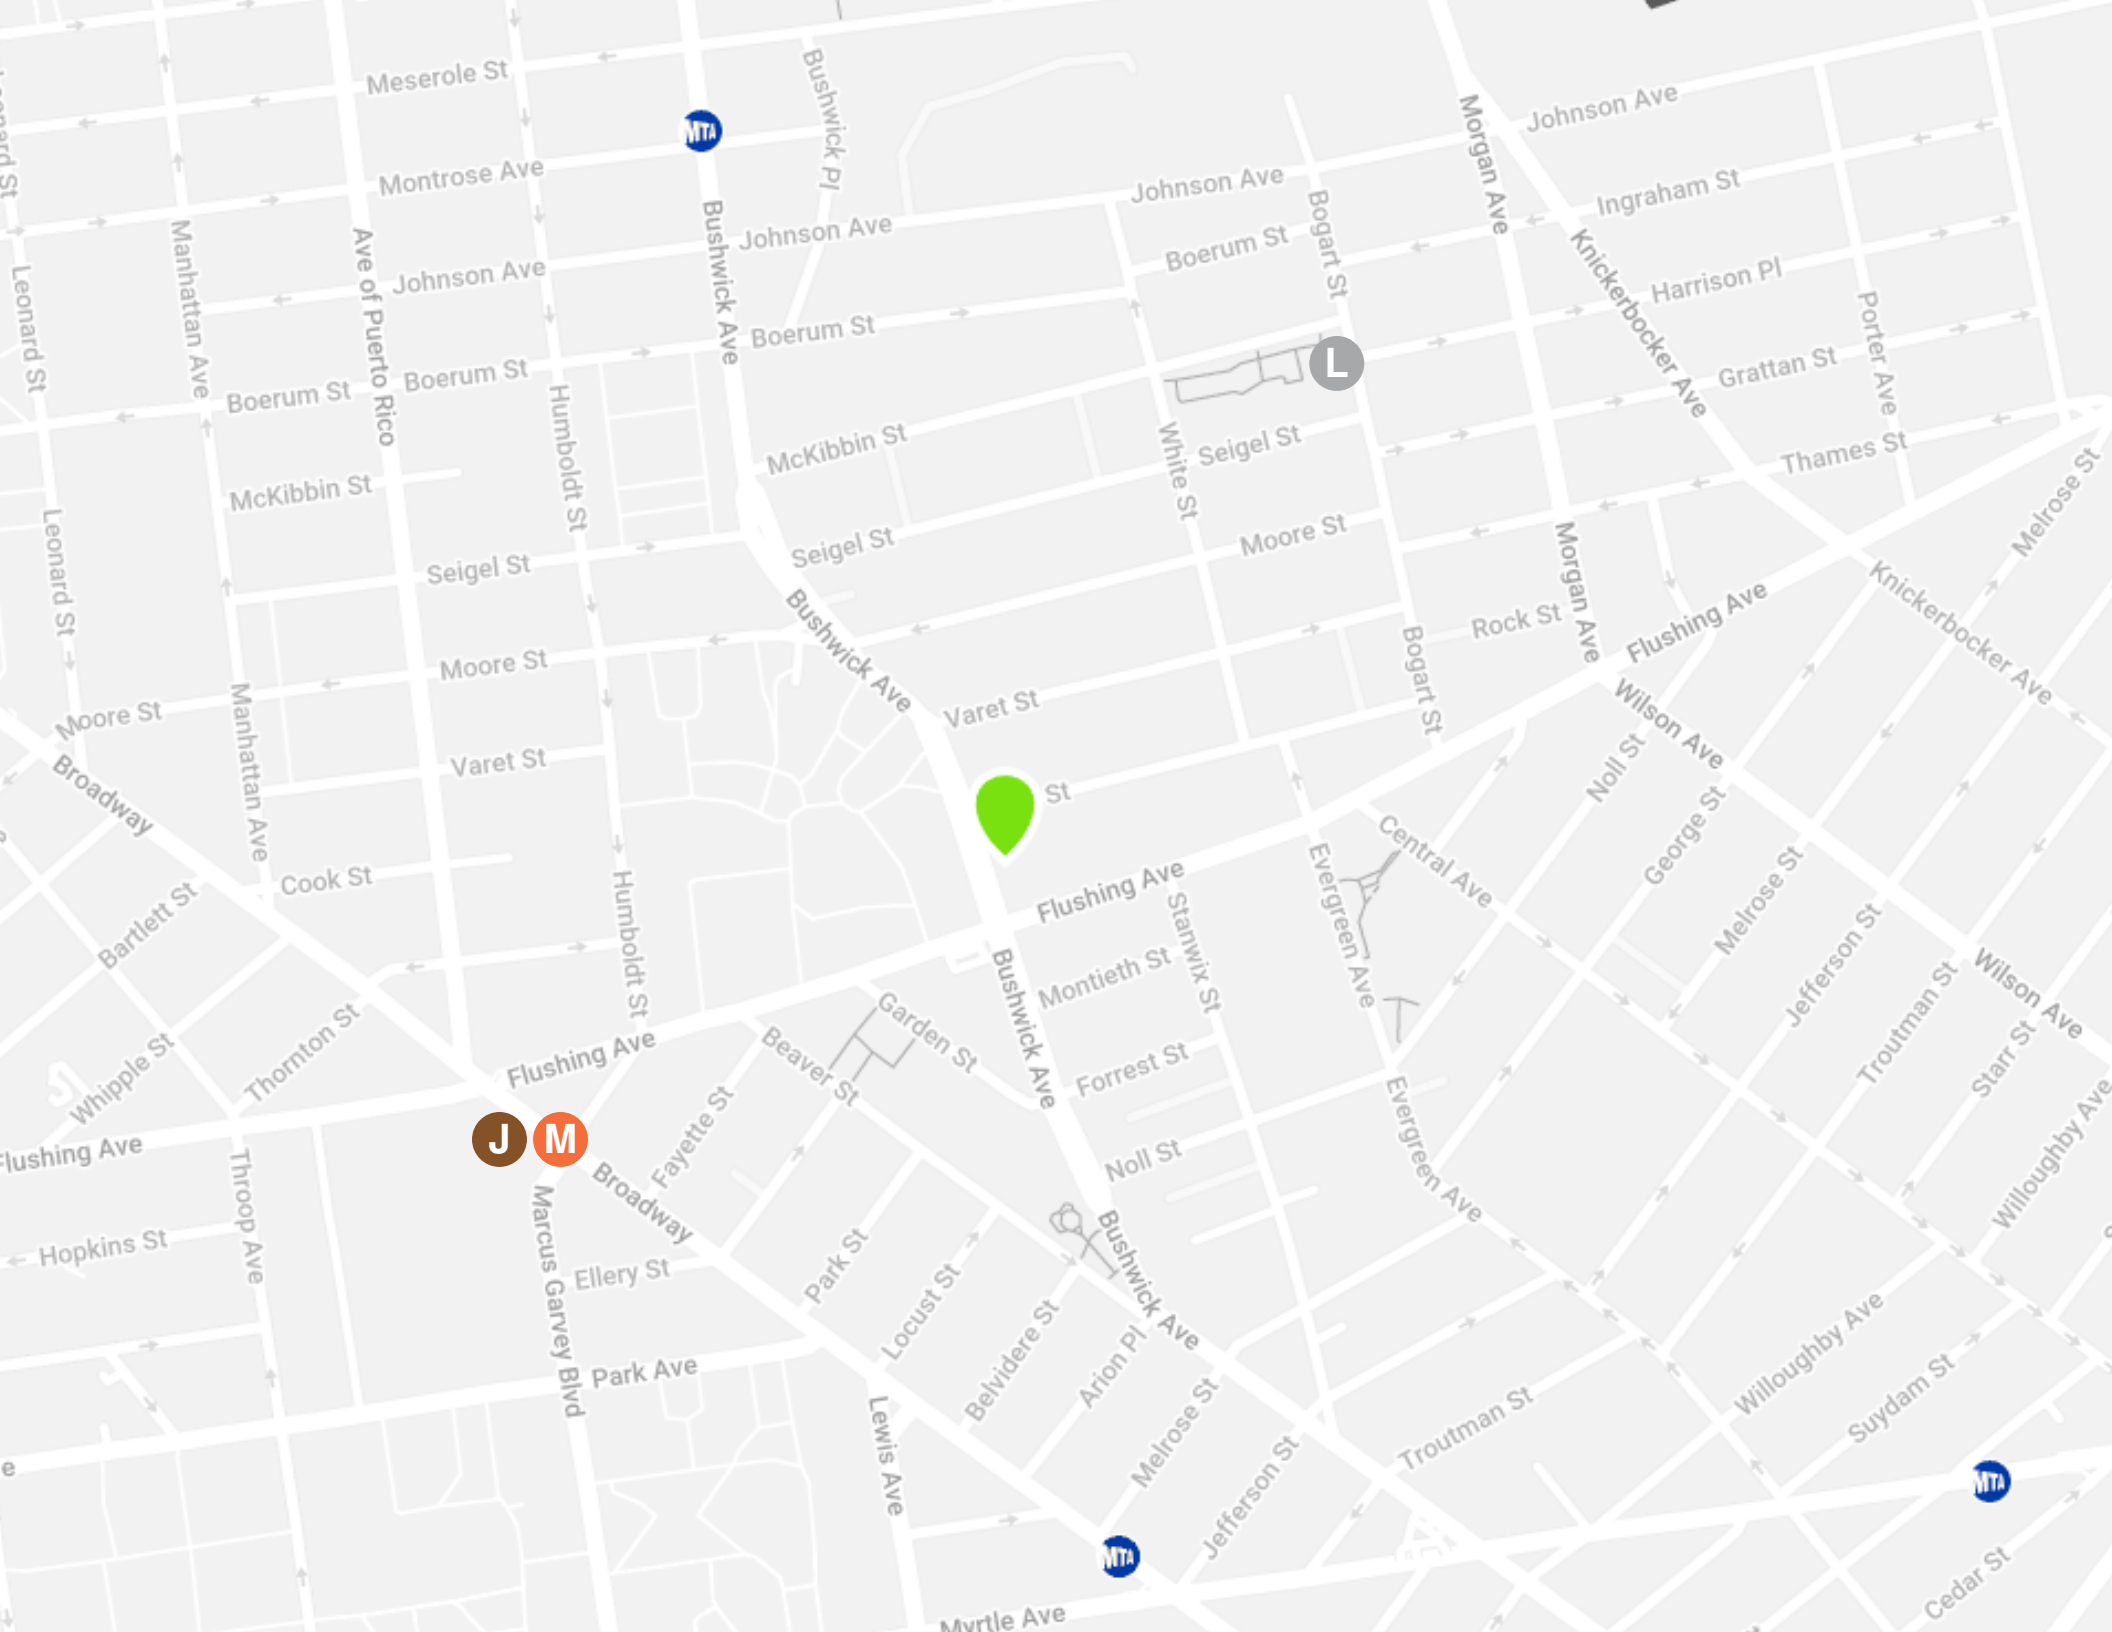 Meserole St
Bushwick Pl
Morgan Ave
Johnson Ave
MTA
Montrose Ave
Johnson Ave
Ingraham St
Manhattan Ave
Ave of Puerto Rico
Bushwick Ave
Johnson Ave
Bogart St
Boerum St
Knickerbocker Ave
Leonard St
Johnson Ave
Harrison Pl
Porter Ave
Boerum St
Boerum St
Boerum St
L
Grattan St
Humboldt St
McKibbin St
White St
Seigel St
Thames St
Melrose St
McKibbin St
Leonard St
Seigel St
Seigel St
Moore St
Morgan Ave
Knickerbocker Ave
Bushwick Ave
Rock St
Flushing Ave
Bogart St
Moore St
Moore St
Manhattan Ave
Varet St
Wilson Ave
Broadway
Varet St
St
Noll St
George St
Central Ave
Cook St
Bartlett St
Humboldt St
Flushing Ave
Evergreen Ave
Stanwix St
Melrose St
Jefferson St
Troutman St
Wilson Ave
Bushwick Ave
Montieth St
Garden St
Thornton St
Whipple St
Flushing Ave
Beaver St
Forrest St
Starr St
Willoughby Ave
Fayette St
Evergreen Ave
J
M
Flushing Ave
Noll St
Throop Ave
Marcus Garvey Blvd
Broadway
Hopkins St
Ellery St
Park St
Locust St
Bushwick Ave
Belvidere St
Arion Pl
Willoughby Ave
Suydam St
Park Ave
Melrose St
Troutman St
Lewis Ave
Jefferson St
MTA
MTA
Cedar St
Myrtle Ave